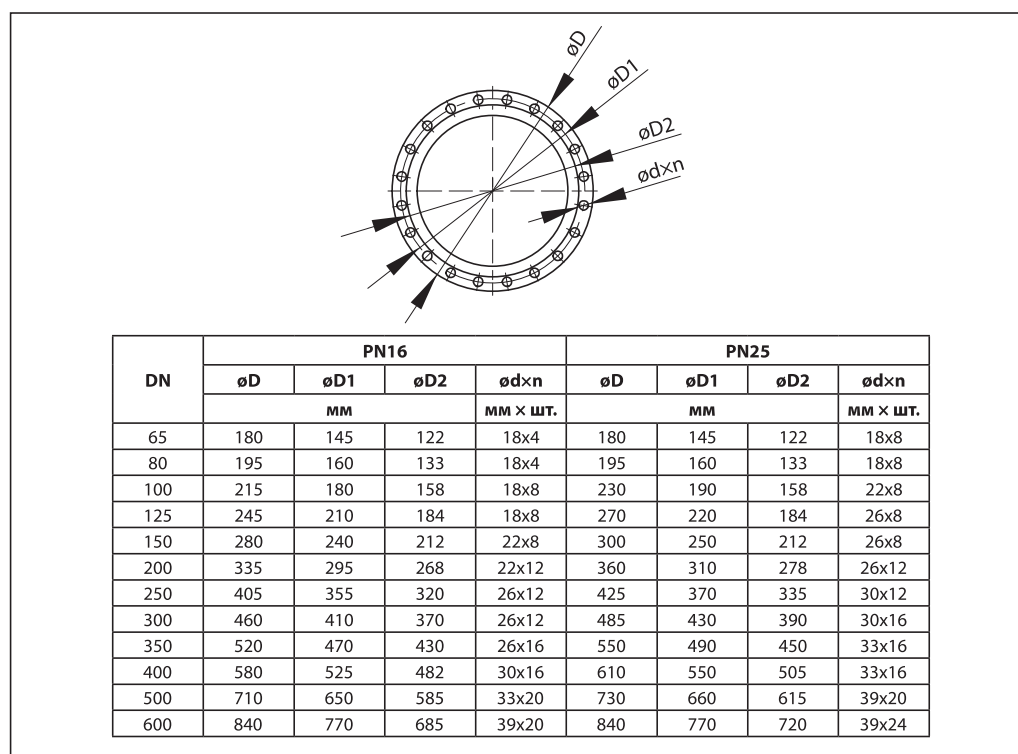 øD
øD1
øD2
ød×n
DN PN16 PN25
øD øD1 øD2 ød×n øD øD1 øD2 ød×n
мм мм × шт. мм мм × шт.
65 180 145 122 18x4 180 145 122 18x8
80 195 160 133 18x4 195 160 133 18x8
100 215 180 158 18x8 230 190 158 22x8
125 245 210 184 18x8 270 220 184 26x8
150 280 240 212 22x8 300 250 212 26x8
200 335 295 268 22x12 360 310 278 26x12
250 405 355 320 26x12 425 370 335 30x12
300 460 410 370 26x12 485 430 390 30x16
350 520 470 430 26x16 550 490 450 33x16
400 580 525 482 30x16 610 550 505 33x16
500 710 650 585 33x20 730 660 615 39x20
600 840 770 685 39x20 840 770 720 39x24